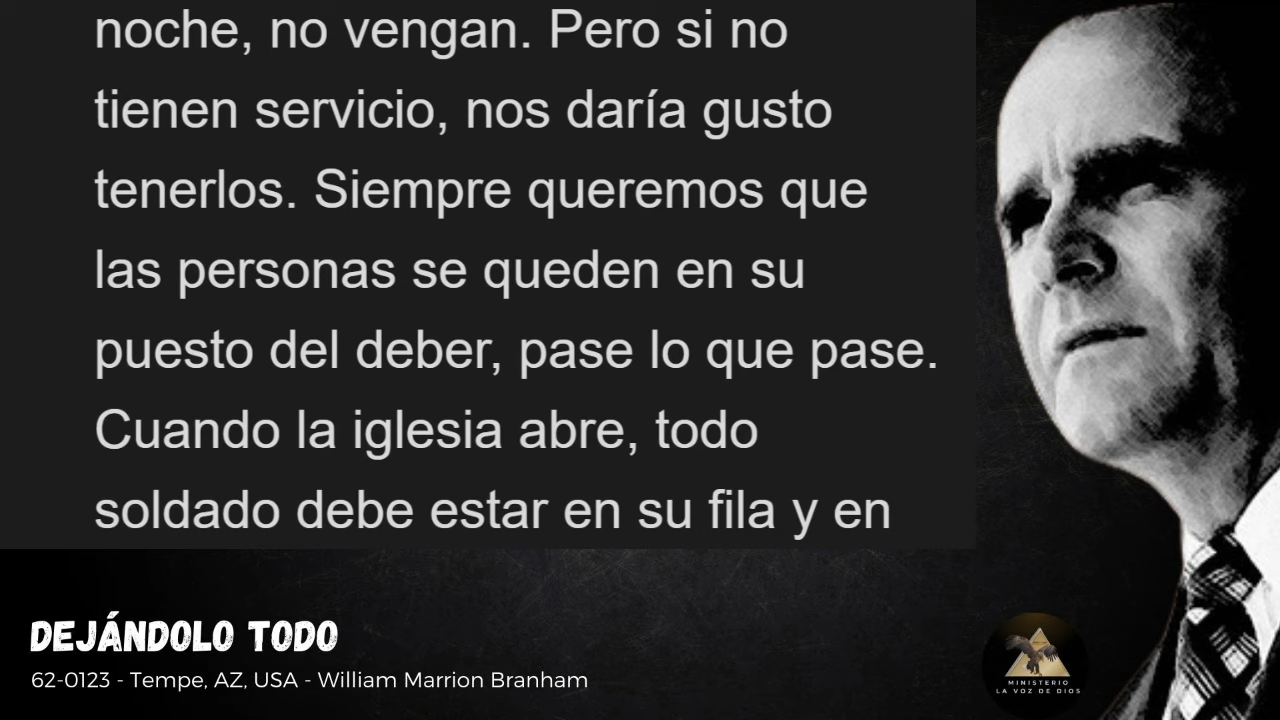 noche, no vengan. Pero si no
tienen servicio, nos daría gusto
tenerlos. Siempre queremos que
las personas se queden en su
puesto del deber, pase lo que pase.
Cuando la iglesia abre, todo
soldado debe estar en su fila y en
DEJÁNDOLO TODO
62-0123 - Tempe, AZ, USA - William Marrion Branham
MINISTERIO
LA VOZ DE DIOS